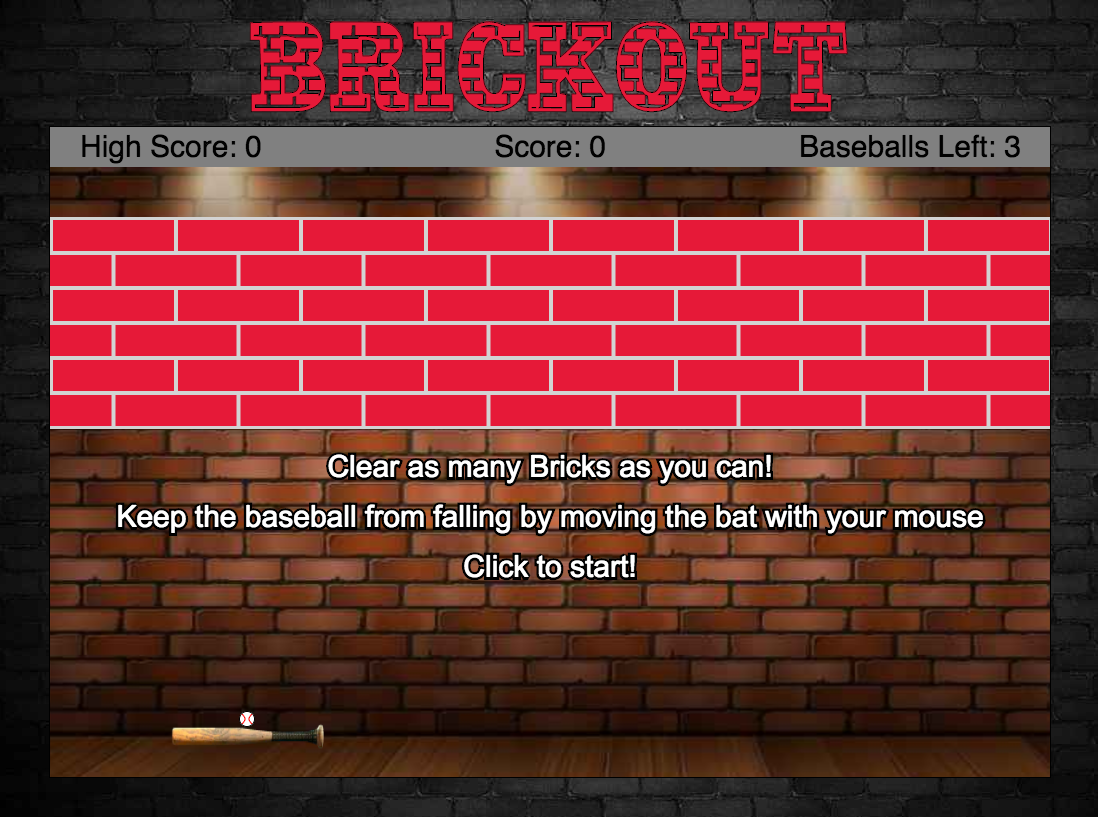 BRICKOUT
High Score: 0 Score: 0 Baseballs Left: 3
Clear as many Bricks as you can!
Keep the baseball from falling by moving the bat with your mouse
Click to start!